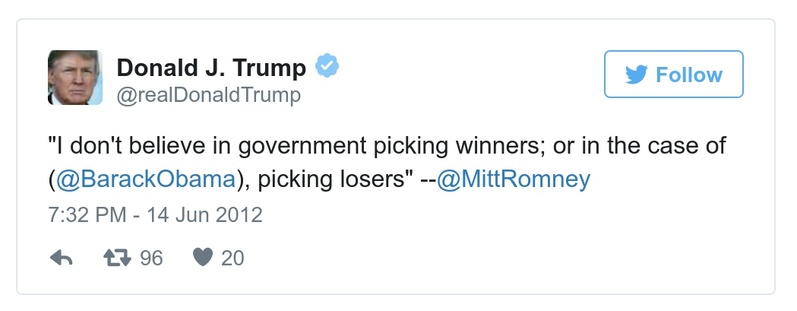 Donald J. Trump
@realDonaldTrump
Follow
"I don't believe in government picking winners; or in the case of
(@BarackObama), picking losers" --@MittRomney
7:32 PM - 14 Jun 2012
96 20